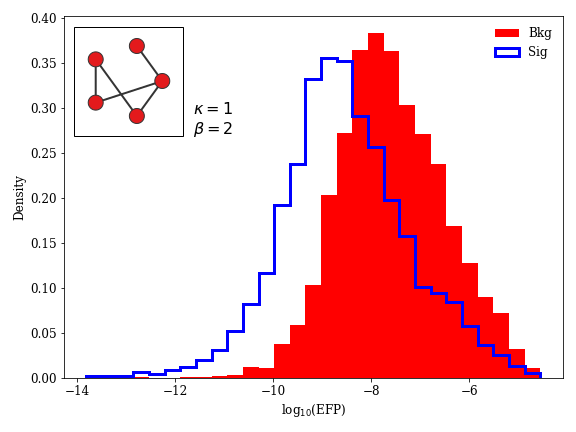 0.40
0.35
0.30
0.25
0.20
0.15
0.10
0.05
0.00
Density
κ = 1
β = 2
Bkg
Sig
−14 −12 −10 −8 −6
log₁₀(EFP)